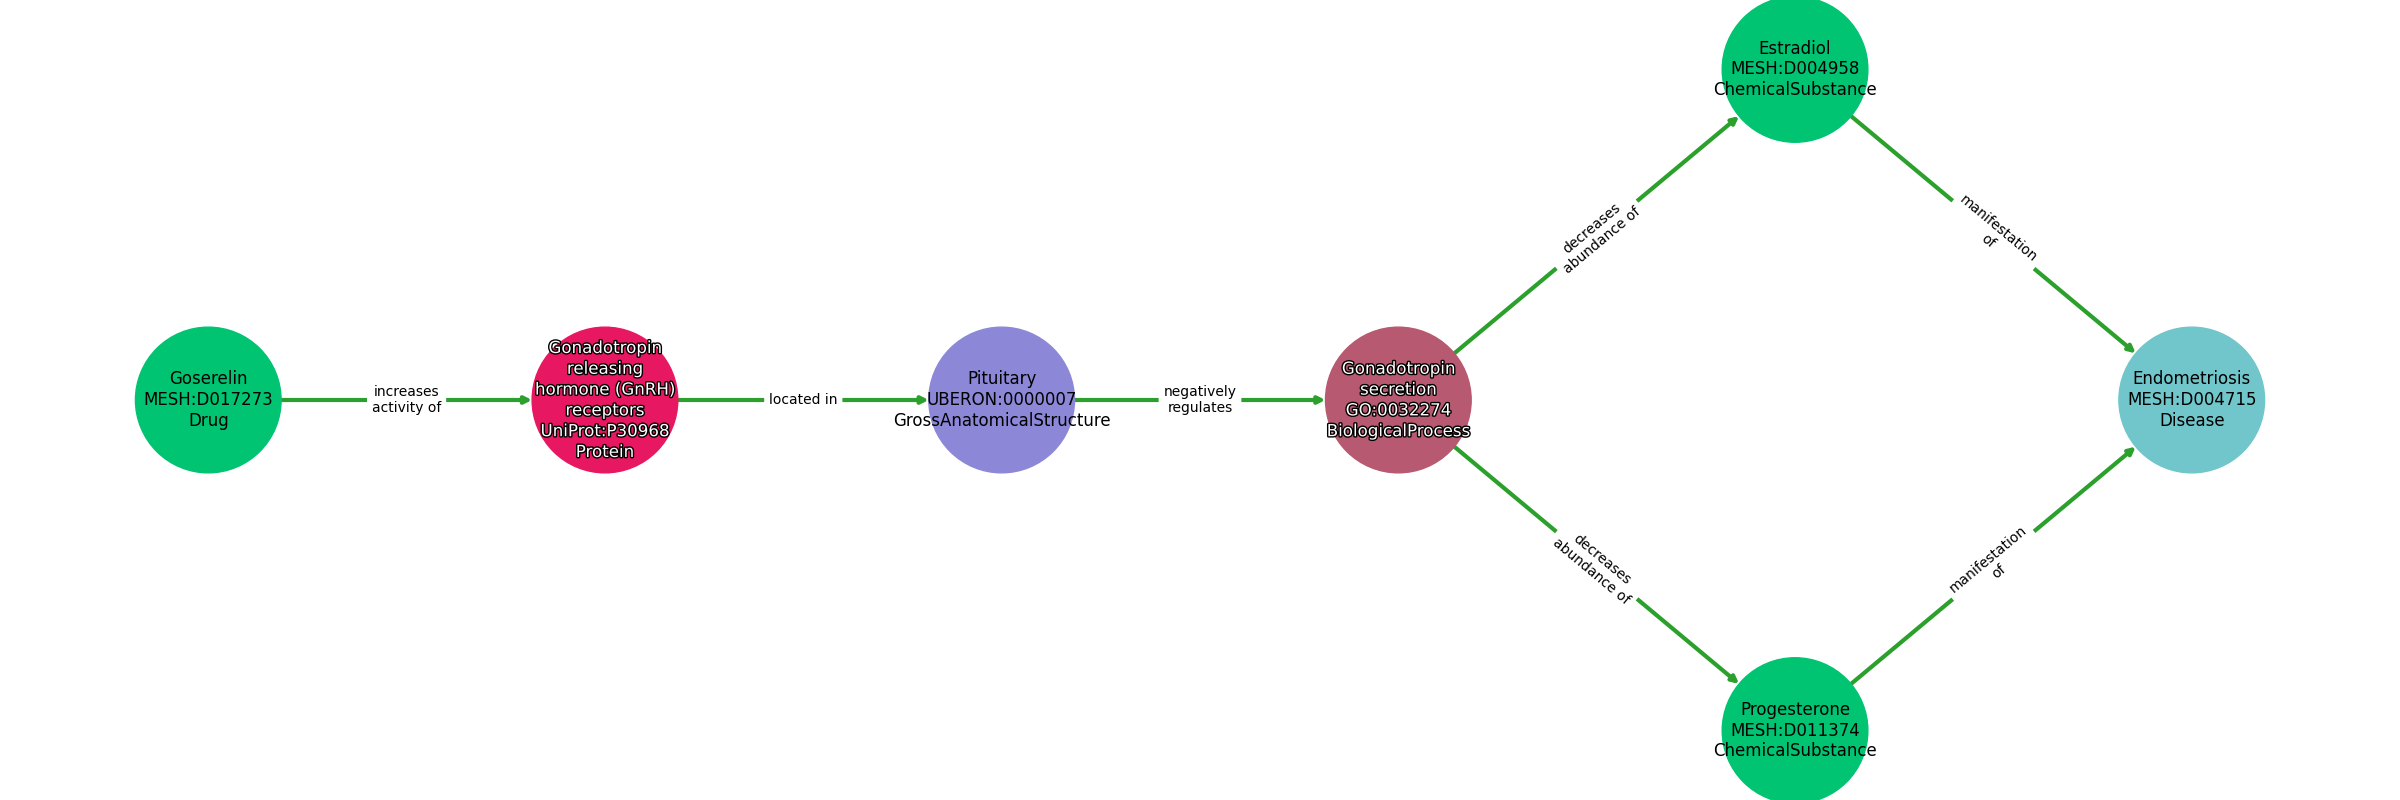 Goserelin
MESH:D017273
Drug
increases
activity of
Gonadotropin
releasing
hormone (GnRH)
receptors
UniProt:P30968
Protein
located in
Pituitary
UBERON:0000007
GrossAnatomicalStructure
negatively
regulates
Gonadotropin
secretion
GO:0032274
BiologicalProcess
decreases
abundance of
Estradiol
MESH:D004958
ChemicalSubstance
manifestation
of
decreases
abundance of
Progesterone
MESH:D011374
ChemicalSubstance
manifestation
of
Endometriosis
MESH:D004715
Disease